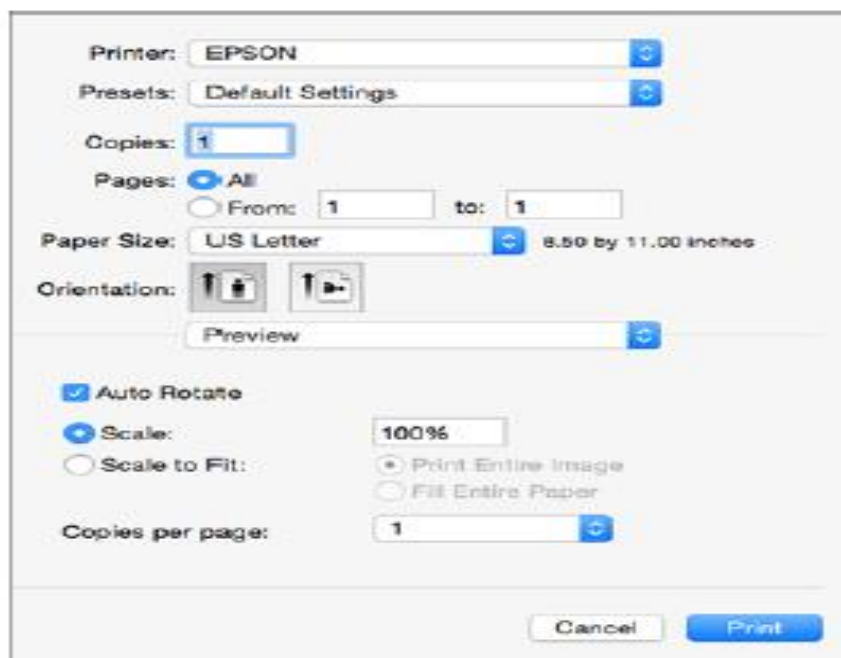 Printer: EPSON
Presets: Default Settings
Copies: 1
Pages: All
From: 1 to: 1
Paper Size: US Letter 8.50 by 11.00 inches
Orientation:
Preview
Auto Rotate
Scale: 100%
Scale to Fit: Print Entire Image
Fill Entire Paper
Copies per page: 1
Cancel Print